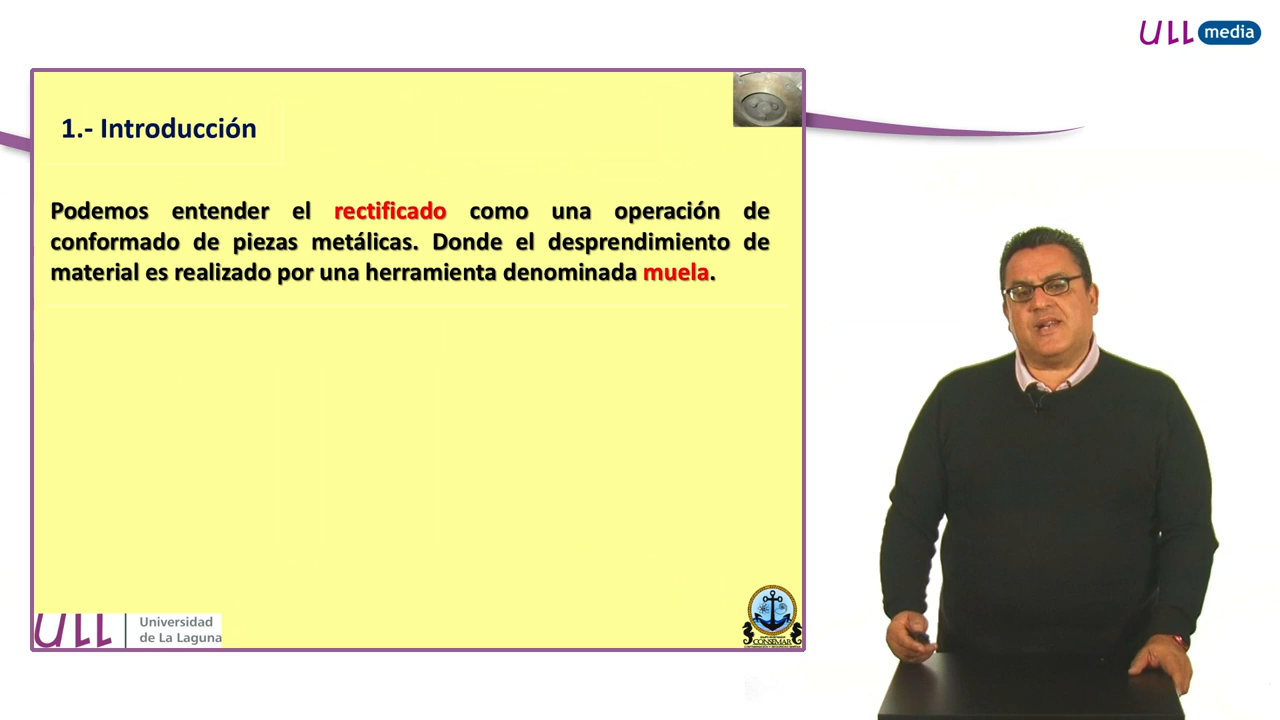 ULL media
1.- Introducción
Podemos entender el rectificado como una operación de
conformado de piezas metálicas. Donde el desprendimiento de
material es realizado por una herramienta denominada muela.
ULL
Universidad
de La Laguna
CONSEMAR